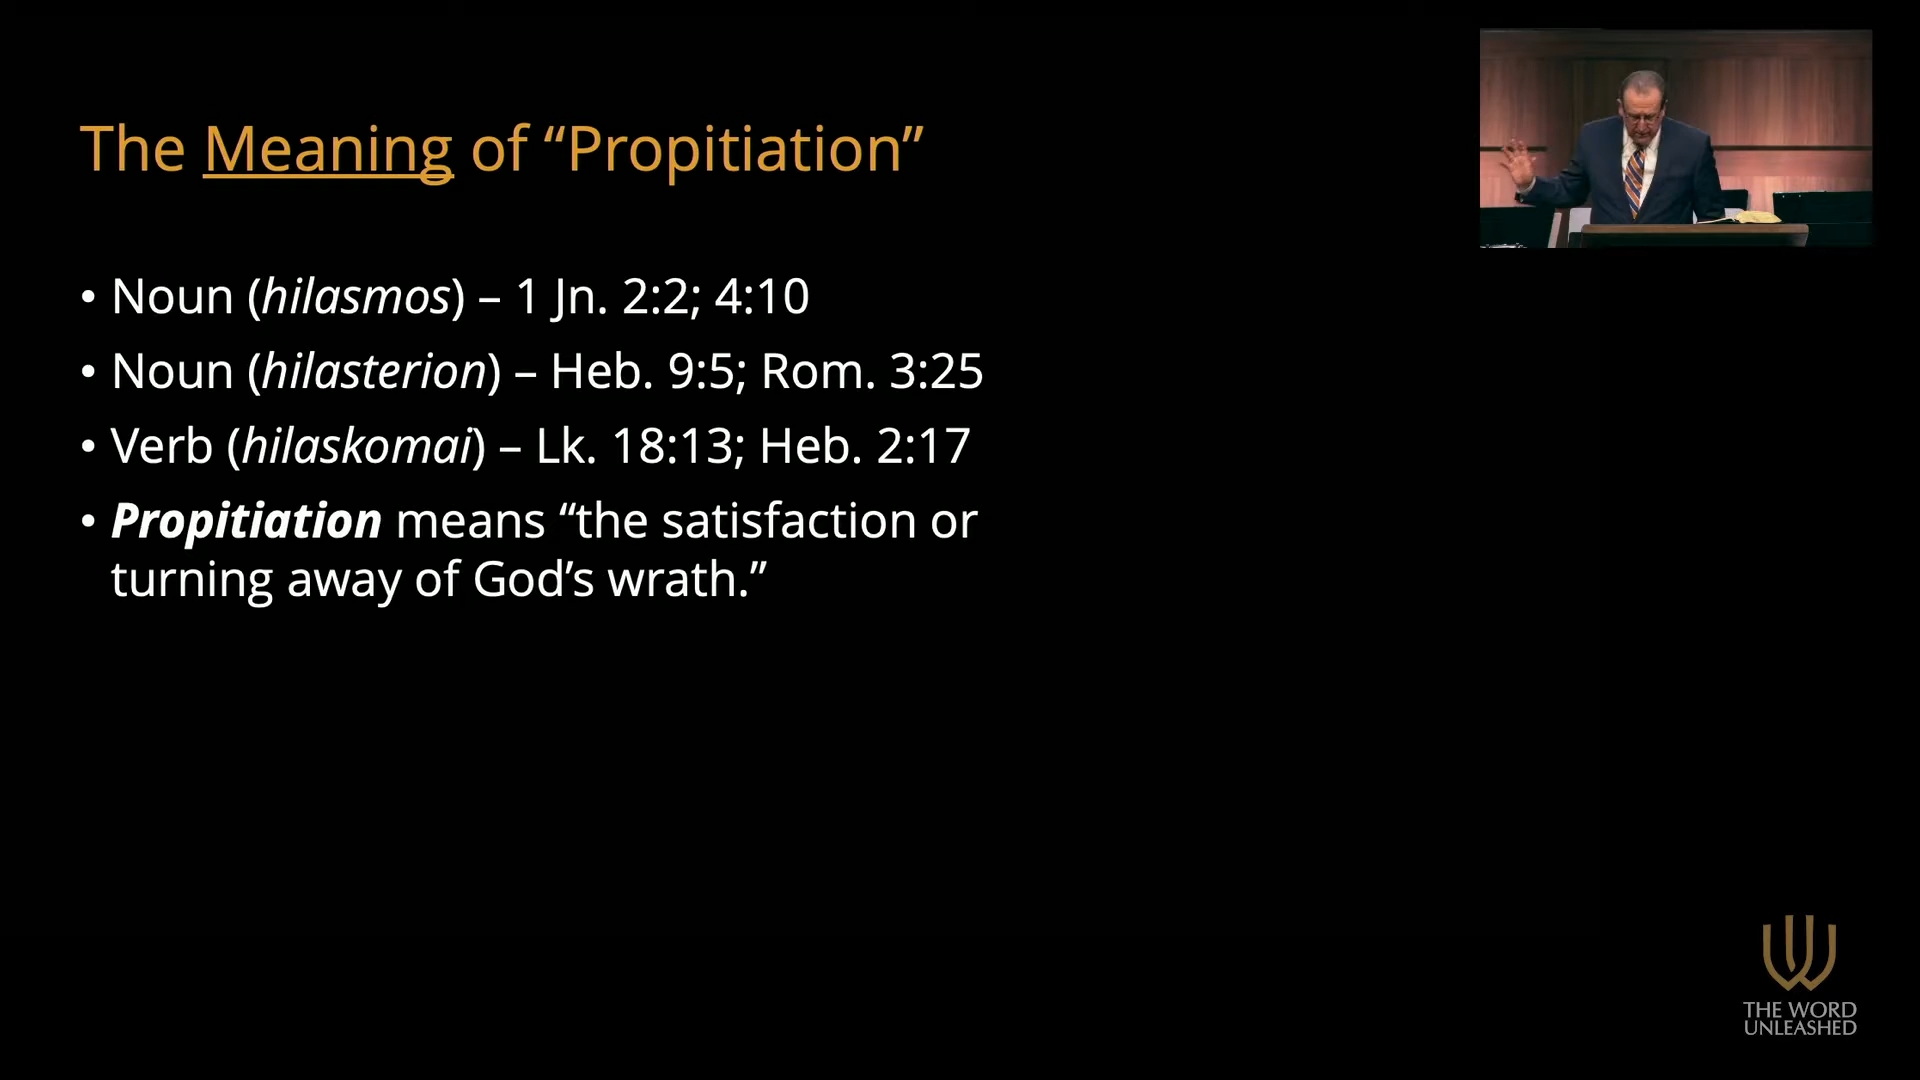 The Meaning of “Propitiation”
• Noun (hilasmos) – 1 Jn. 2:2; 4:10
• Noun (hilasterion) – Heb. 9:5; Rom. 3:25
• Verb (hilaskomai) – Lk. 18:13; Heb. 2:17
• Propitiation means “the satisfaction or
turning away of God’s wrath.”
THE WORD
UNLEASHED